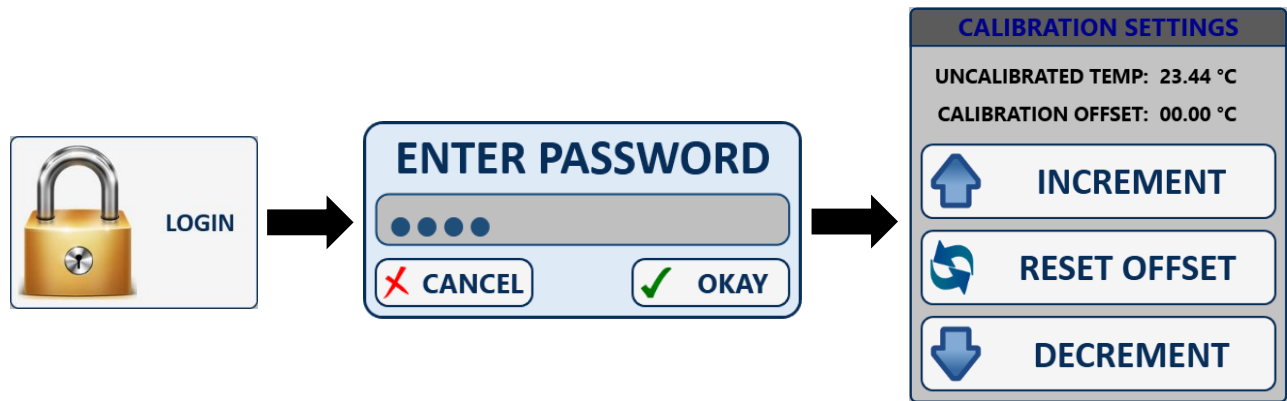 LOGIN
ENTER PASSWORD
●●●●
CANCEL
OKAY
CALIBRATION SETTINGS
UNCALIBRATED TEMP: 23.44 °C
CALIBRATION OFFSET: 00.00 °C
INCREMENT
RESET OFFSET
DECREMENT